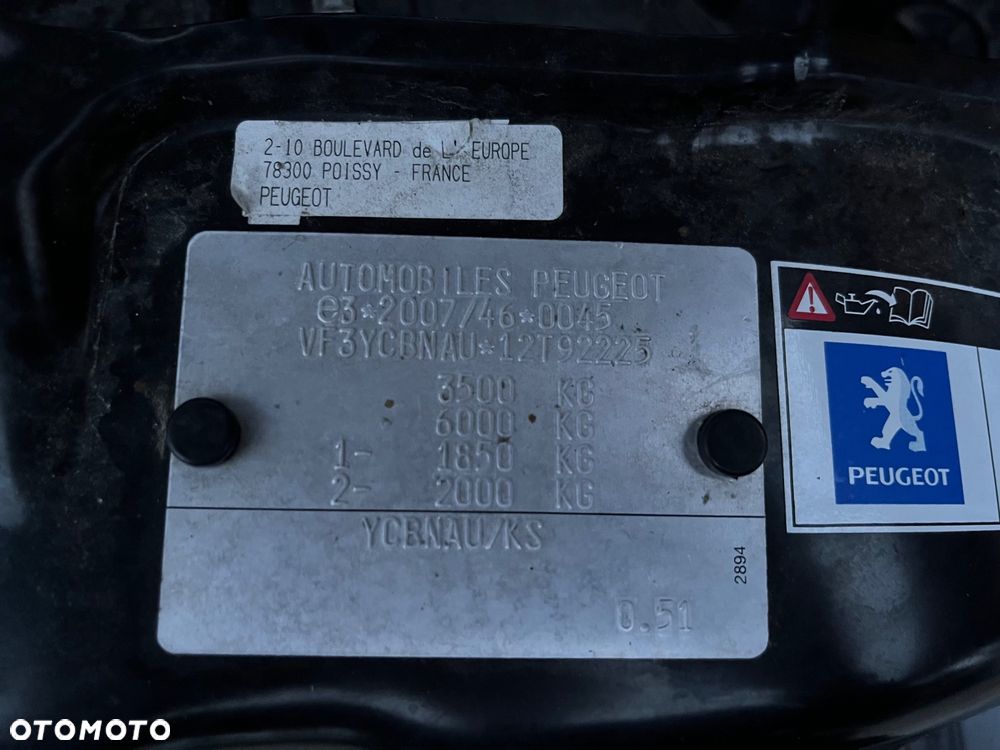 2-10 BOULEVARD de L' EUROPE
78300 POISSY - FRANCE
PEUGEOT
AUTOMOBILES PEUGEOT
e3*2007/46*0045
VF3YCBNAU*12T92225
3500 KG
6000 KG
1- 1850 KG
2- 2000 KG
YCBNAU/KS
2894
0.51
PEUGEOT
OTOMOTO